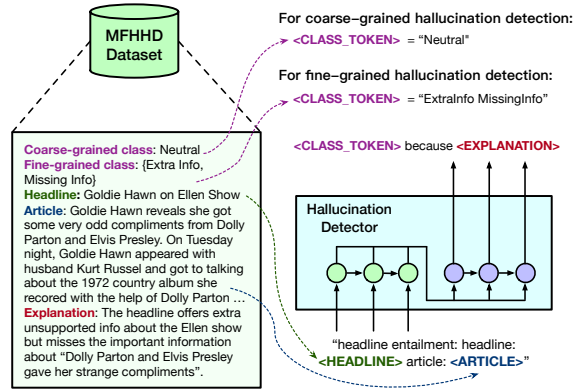 MFHHD
Dataset
For coarse-grained hallucination detection:
<CLASS_TOKEN> = “Neutral"
For fine-grained hallucination detection:
<CLASS_TOKEN> = “ExtraInfo MissingInfo”
Coarse-grained class: Neutral
Fine-grained class: {Extra Info,
Missing Info}
Headline: Goldie Hawn on Ellen Show
Article: Goldie Hawn reveals she got
some very odd compliments from Dolly
Parton and Elvis Presley. On Tuesday
night, Goldie Hawn appeared with
husband Kurt Russel and got to talking
about the 1972 country album she
recored with the help of Dolly Parton ...
Explanation: The headline offers extra
unsupported info about the Ellen show
but misses the important information
about “Dolly Parton and Elvis Presley
gave her strange compliments”.
<CLASS_TOKEN> because <EXPLANATION>
Hallucination
Detector
“headline entailment: headline:
<HEADLINE> article: <ARTICLE>”